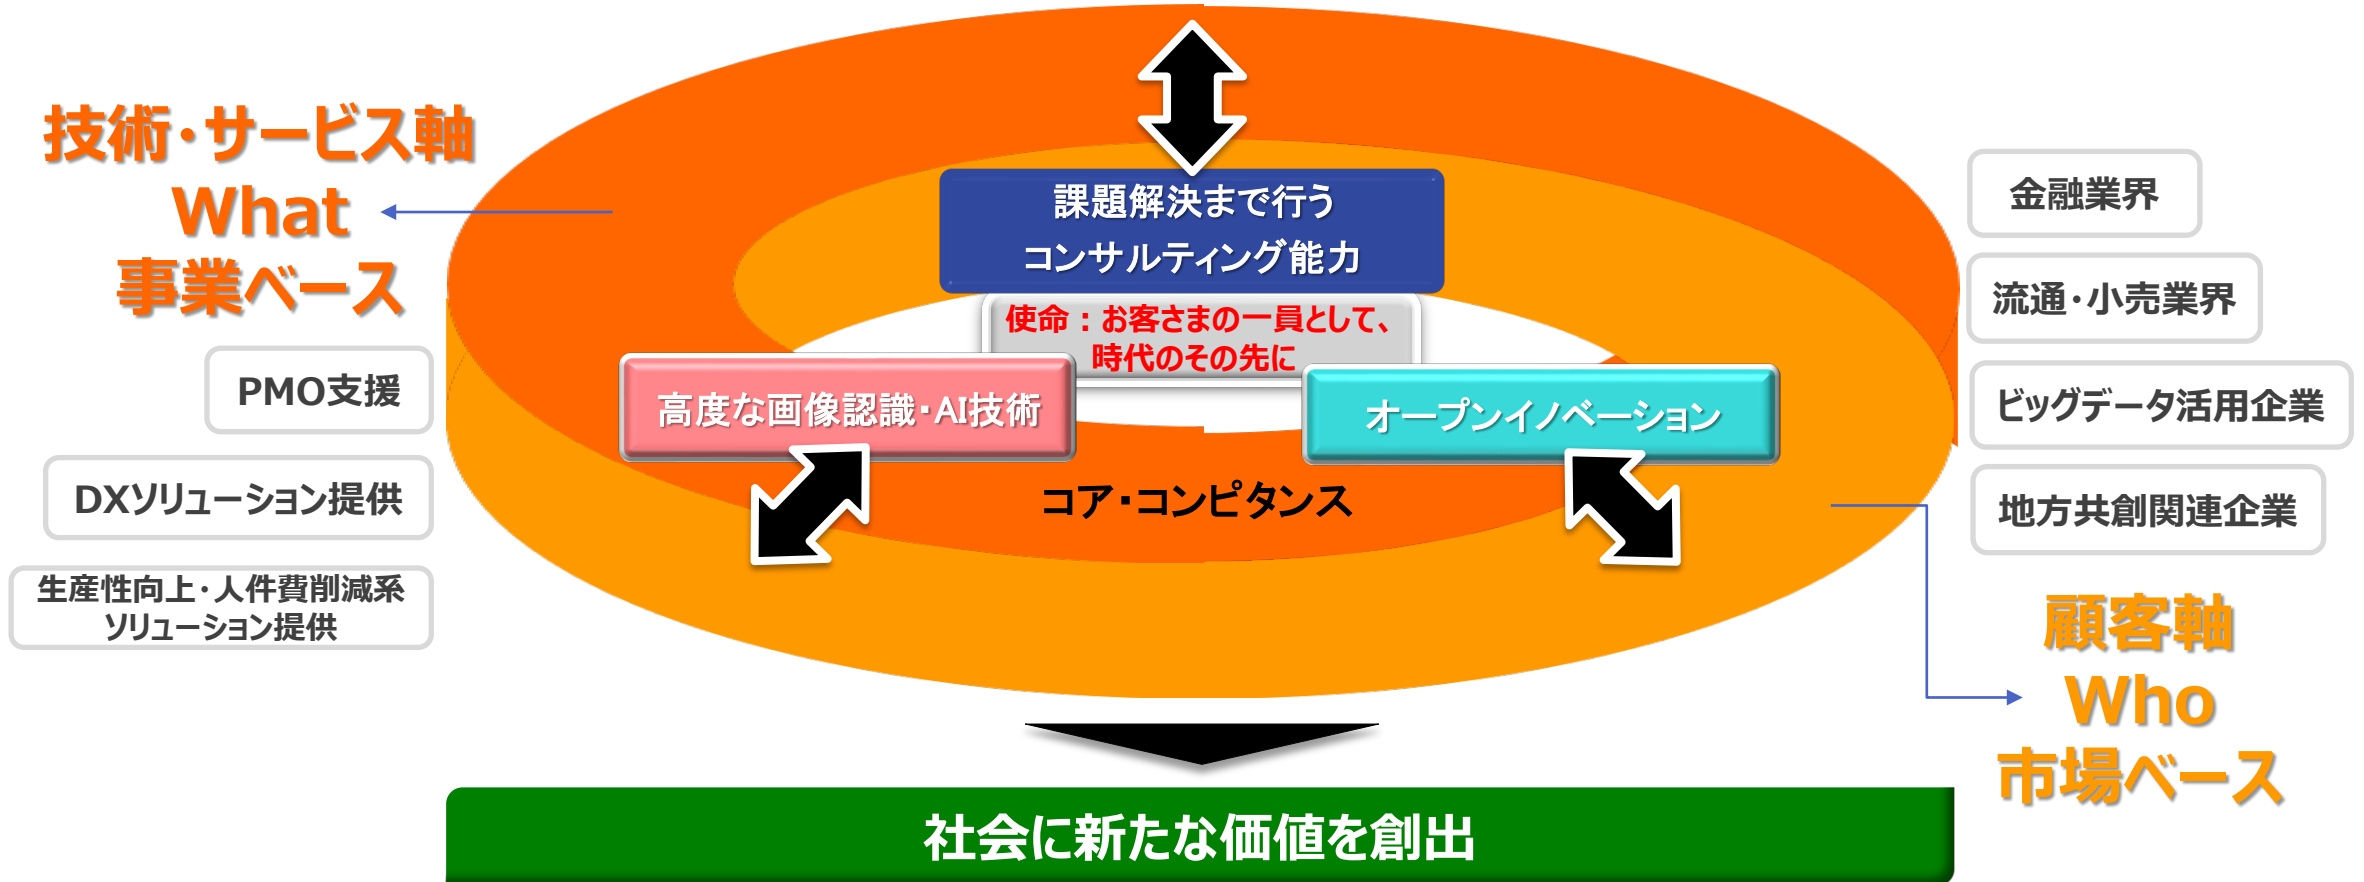 技術・サービス軸
What
事業ベース
PMO支援
DXソリューション提供
生産性向上・人件費削減系
ソリューション提供
課題解決まで行う
コンサルティング能力
使命：お客さまの一員として、
時代のその先に
高度な画像認識・AI技術
オープンイノベーション
コア・コンピタンス
金融業界
流通・小売業界
ビッグデータ活用企業
地方共創関連企業
顧客軸
Who
市場ベース
社会に新たな価値を創出